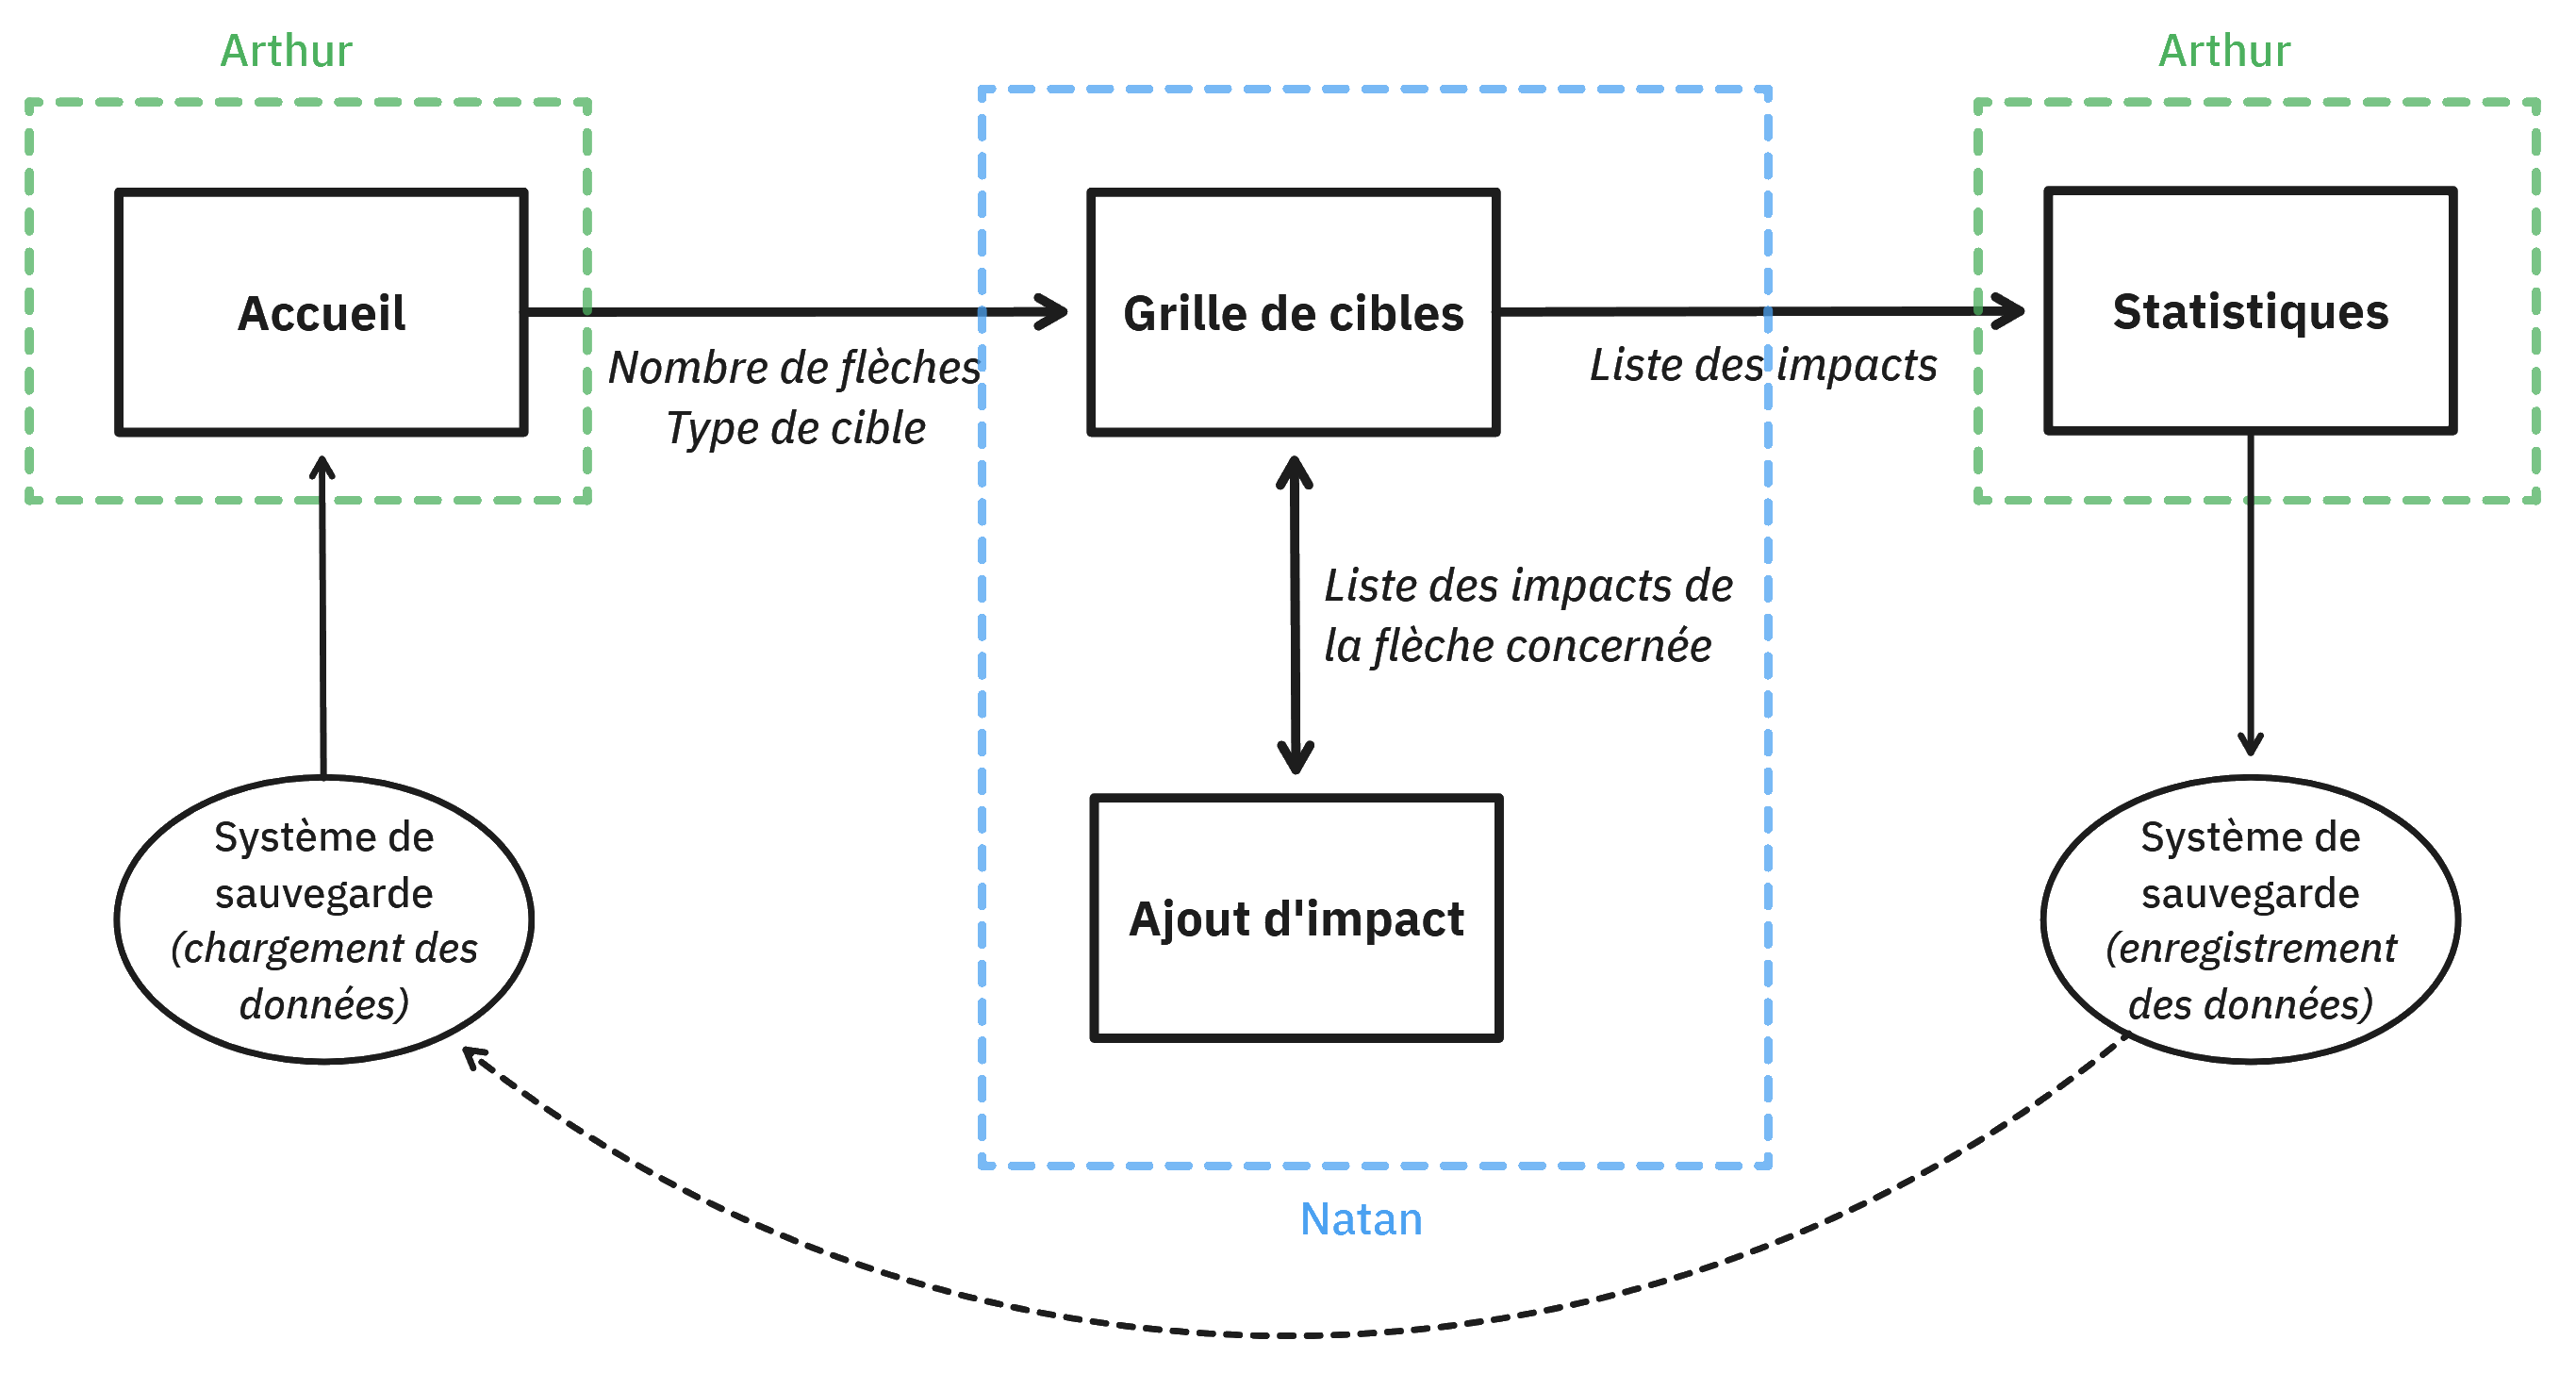 Arthur
Arthur
Accueil
Grille de cibles
Statistiques
Nombre de flèches
Type de cible
Liste des impacts
Liste des impacts de
la flèche concernée
Système de
sauvegarde
(chargement des
données)
Ajout d'impact
Système de
sauvegarde
(enregistrement
des données)
Natan